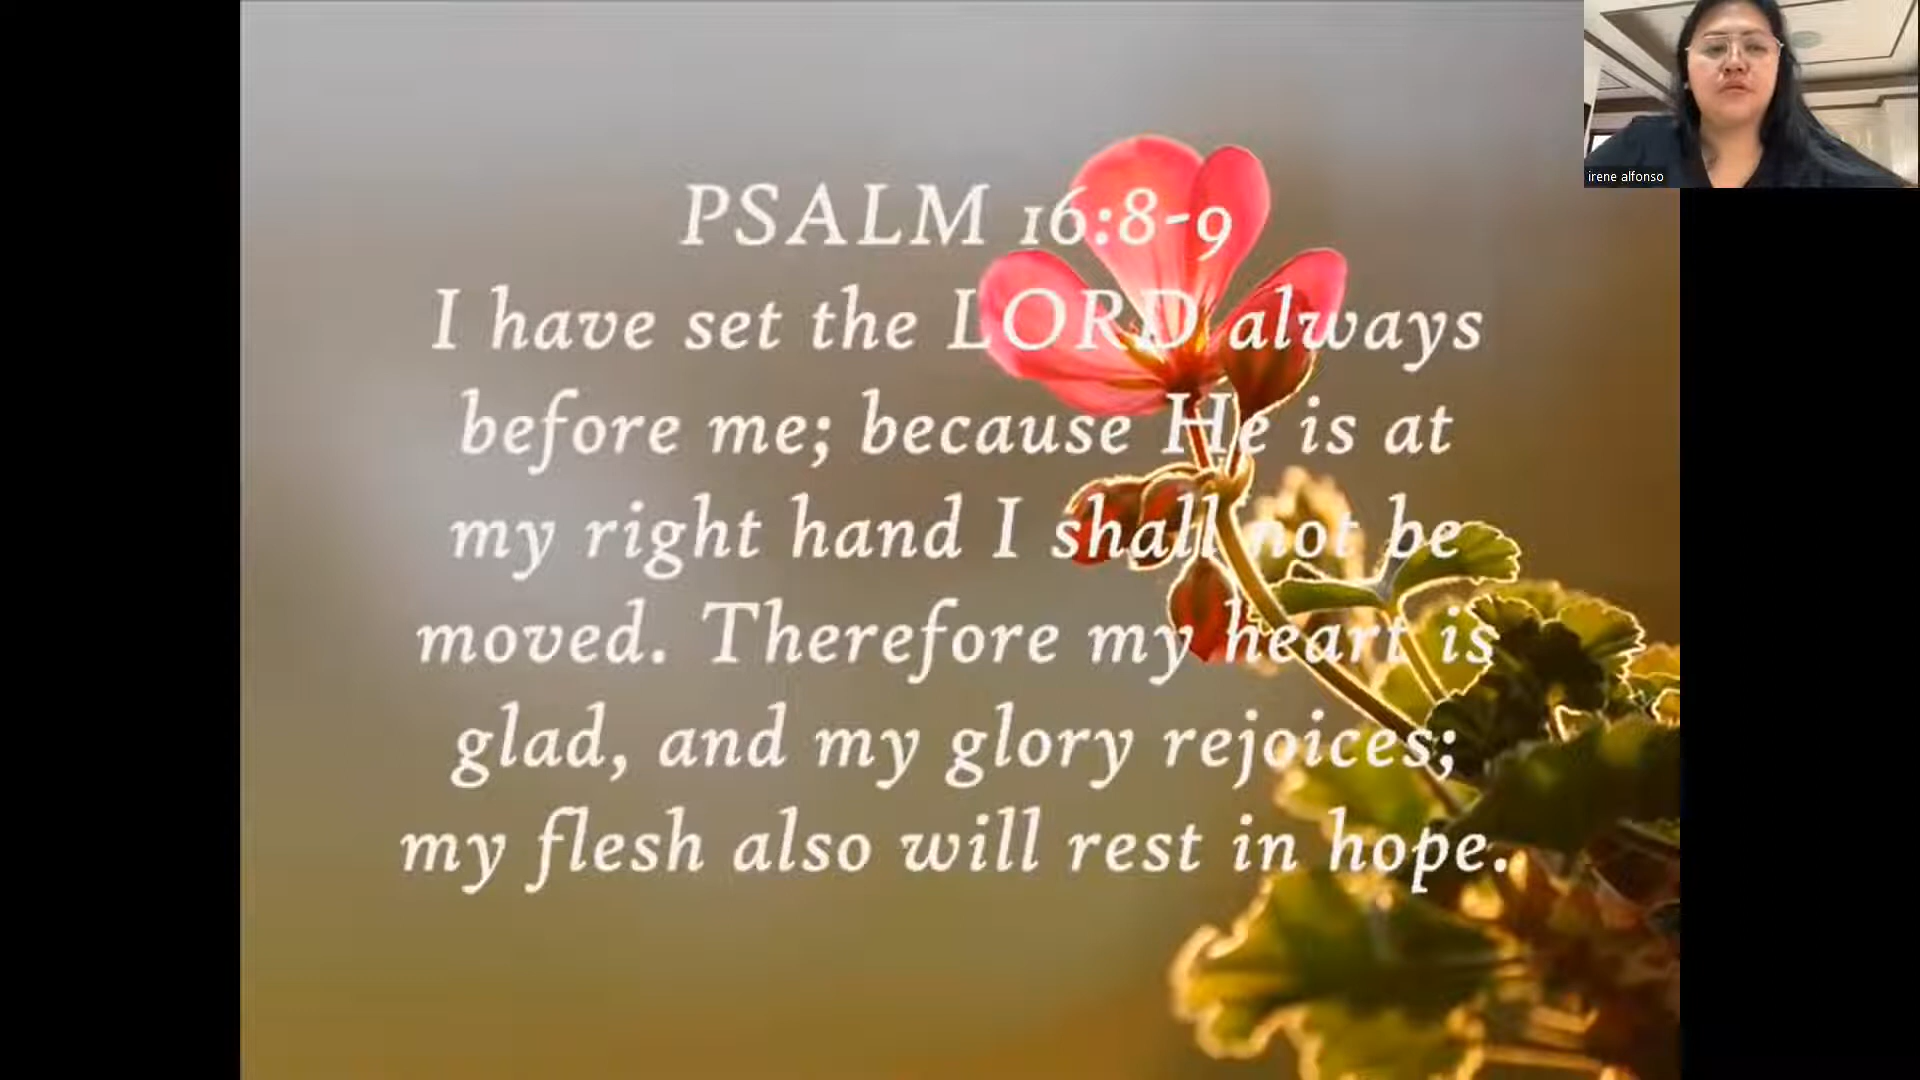 PSALM 16:8-9
I have set the LORD always
before me; because He is at
my right hand I shall not be
moved. Therefore my heart is
glad, and my glory rejoices;
my flesh also will rest in hope.
irene alfonso